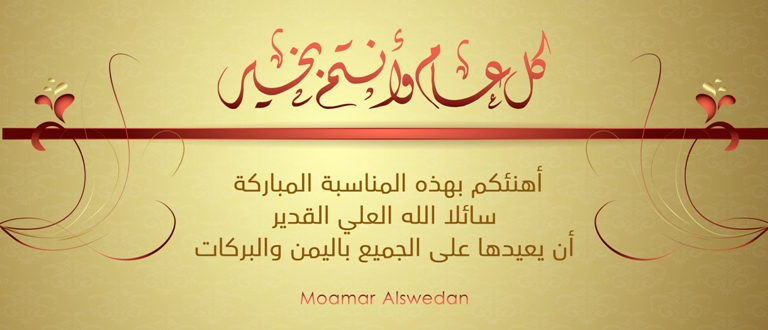 كل عام وأنتم بخير
أهنئكم بهذه المناسبة المباركة
سائلا الله العلي القدير
أن يعيدها على الجميع باليمن والبركات
Moamar Alswedan